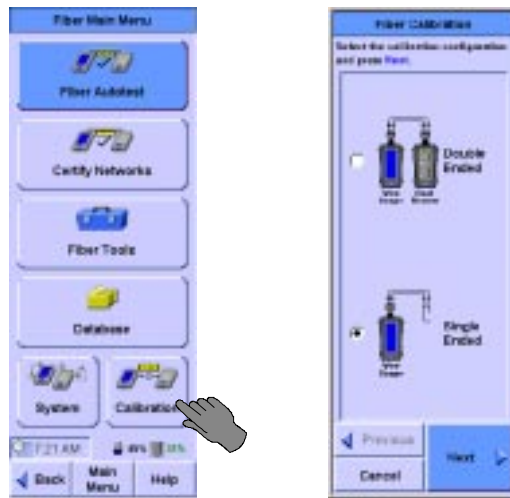 Fiber Main Menu
Fiber Autotest
Certify Networks
Fiber Tools
Database
System
Calibration
7:21 AM
Back
Main
Menu
Help
Fiber Calibration
Select the calibration configuration
and press Next.
Double
Ended
Single
Ended
Previous
Next
Cancel